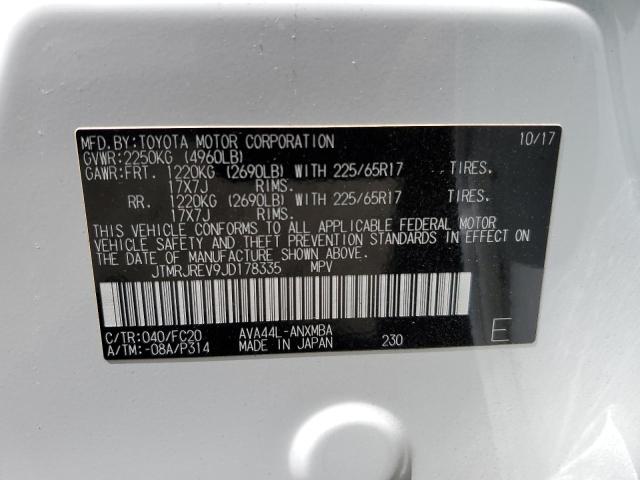 MFD.BY:TOYOTA MOTOR CORPORATION 10/17
GVWR:2250KG (4960LB)
GAWR:FRT. 1220KG (2690LB) WITH 225/65R17 TIRES.
17X7J RIMS.
RR. 1220KG (2690LB) WITH 225/65R17 TIRES.
17X7J RIMS.
THIS VEHICLE CONFORMS TO ALL APPLICABLE FEDERAL MOTOR
VEHICLE SAFETY AND THEFT PREVENTION STANDARDS IN EFFECT ON
THE DATE OF MANUFACTURE SHOWN ABOVE.
JTMRJREV9JD178335 MPV
C/TR:040/FC20 AVA44L-ANXMBA
A/TM:-08A/P314 MADE IN JAPAN 230 E